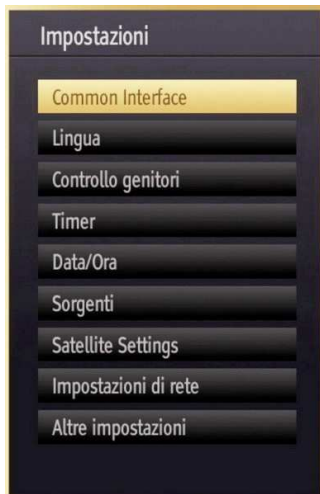 Impostazioni
Common Interface
Lingua
Controllo genitori
Timer
Data/Ora
Sorgenti
Satellite Settings
Impostazioni di rete
Altre impostazioni